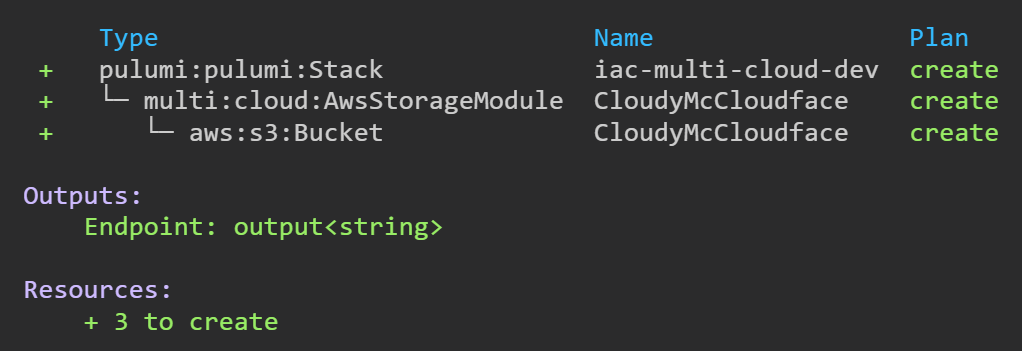 Type Name Plan
+ pulumi:pulumi:Stack iac-multi-cloud-dev create
+ └─ multi:cloud:AwsStorageModule CloudyMcCloudface create
+ └─ aws:s3:Bucket CloudyMcCloudface create
Outputs:
Endpoint: output<string>
Resources:
+ 3 to create